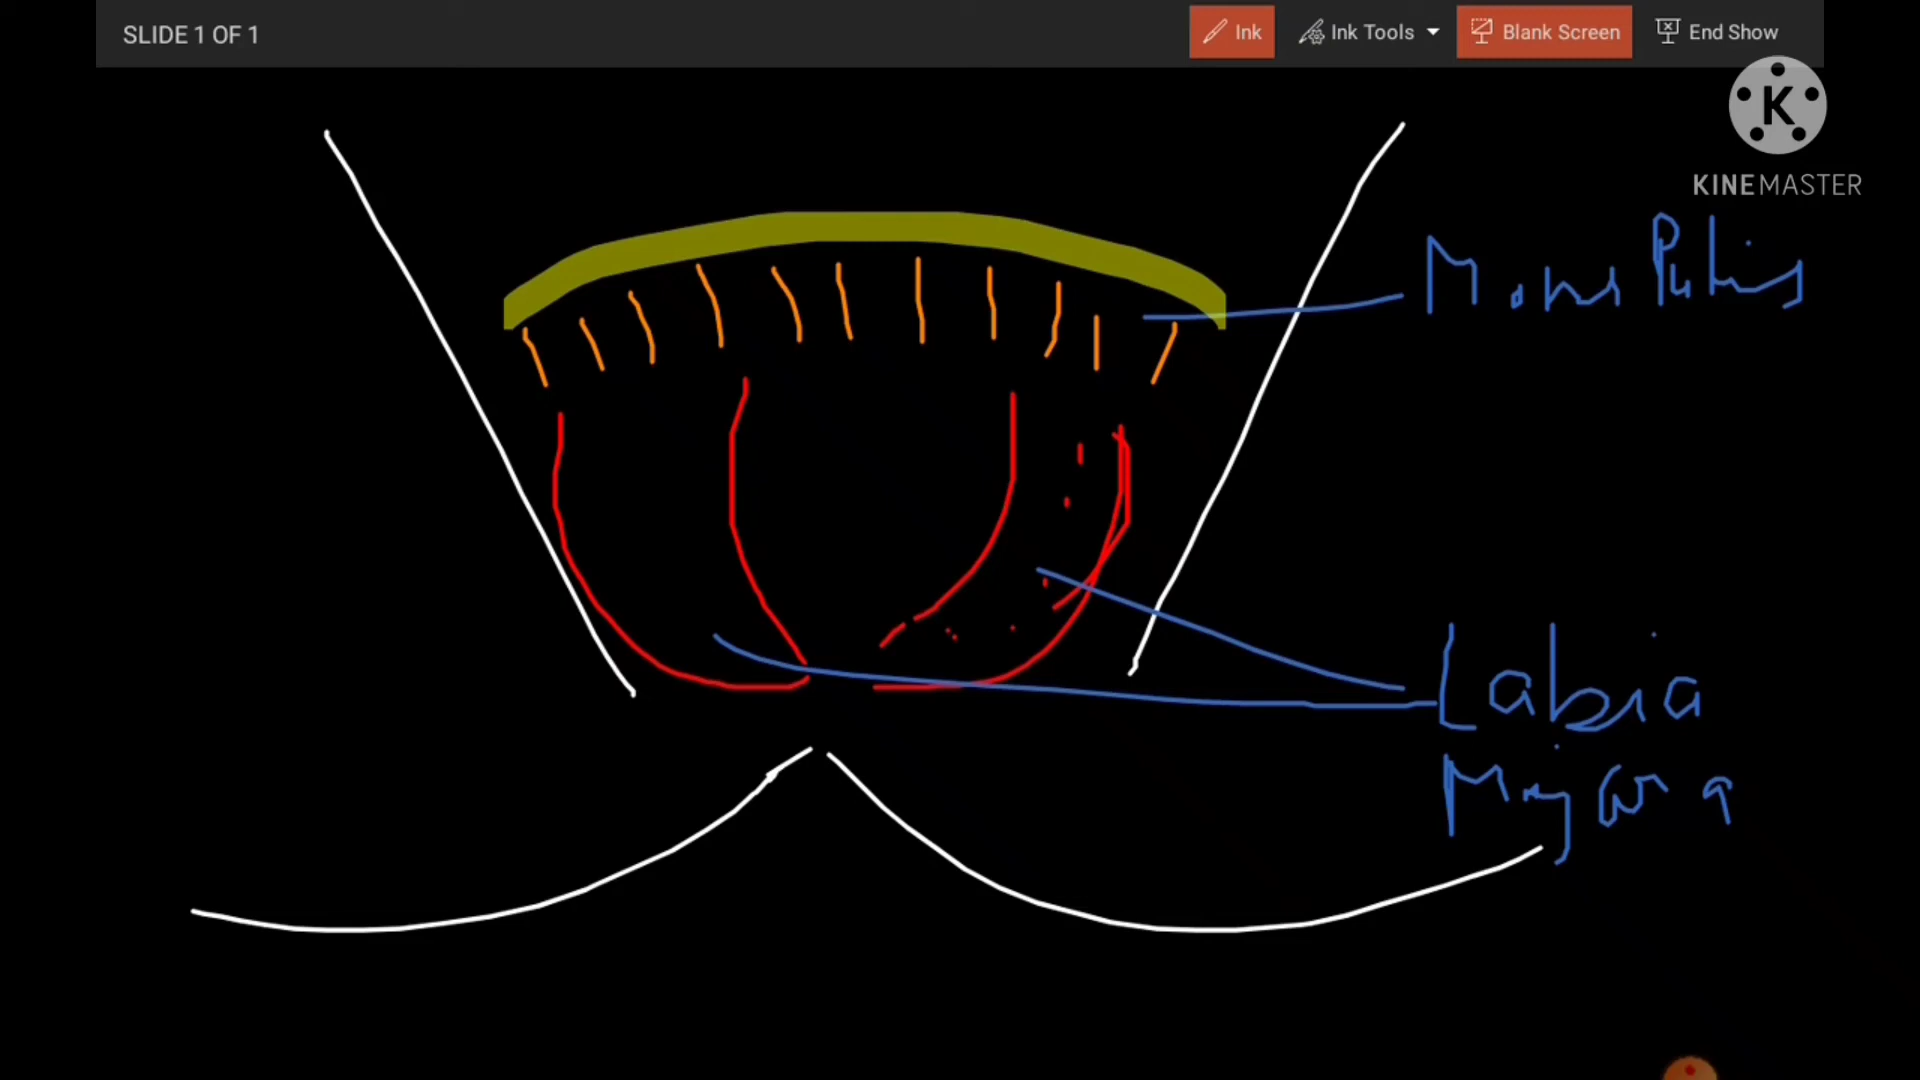 SLIDE 1 OF 1
Ink
Ink Tools
Blank Screen
End Show
K
KINEMASTER
Mons Pubis
Labia
Majora